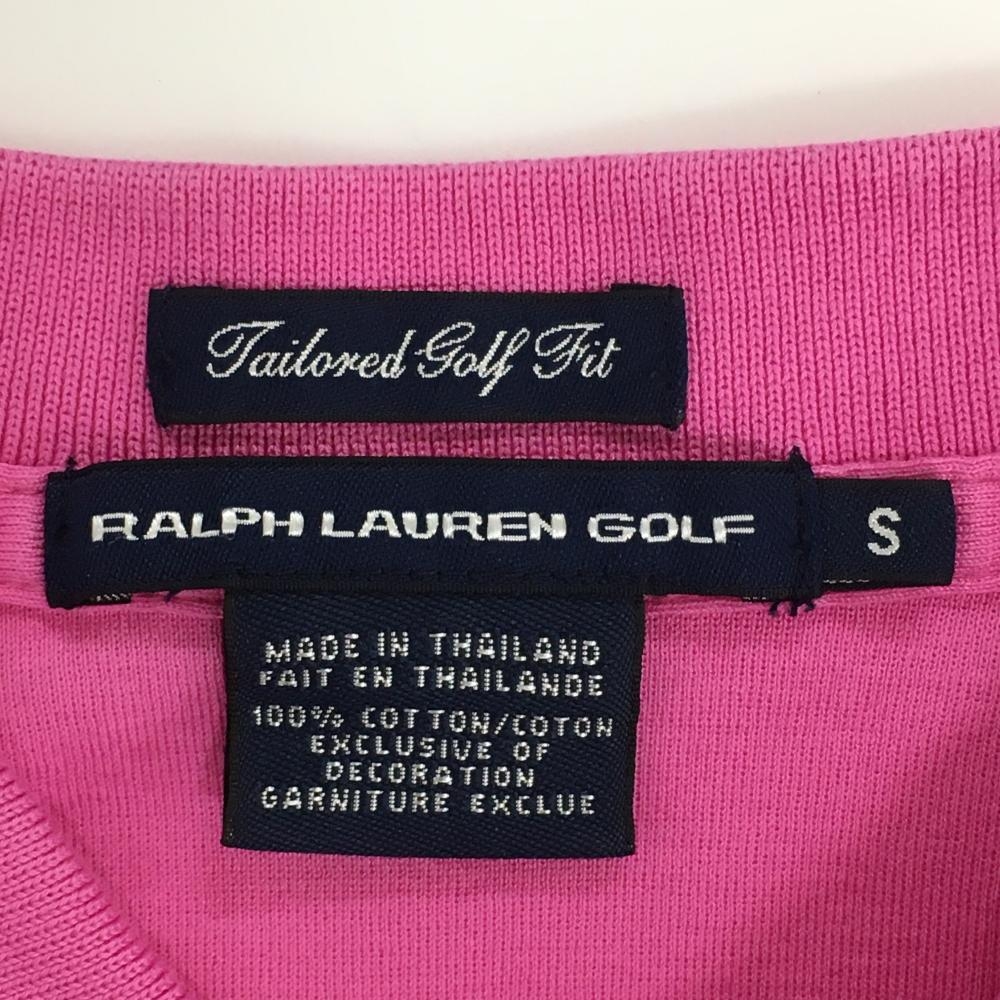 Tailored Golf Fit
RALPH LAUREN GOLF S
MADE IN THAILAND
FAIT EN THAILANDE
100% COTTON/COTON
EXCLUSIVE OF
DECORATION
GARNITURE EXCLUE